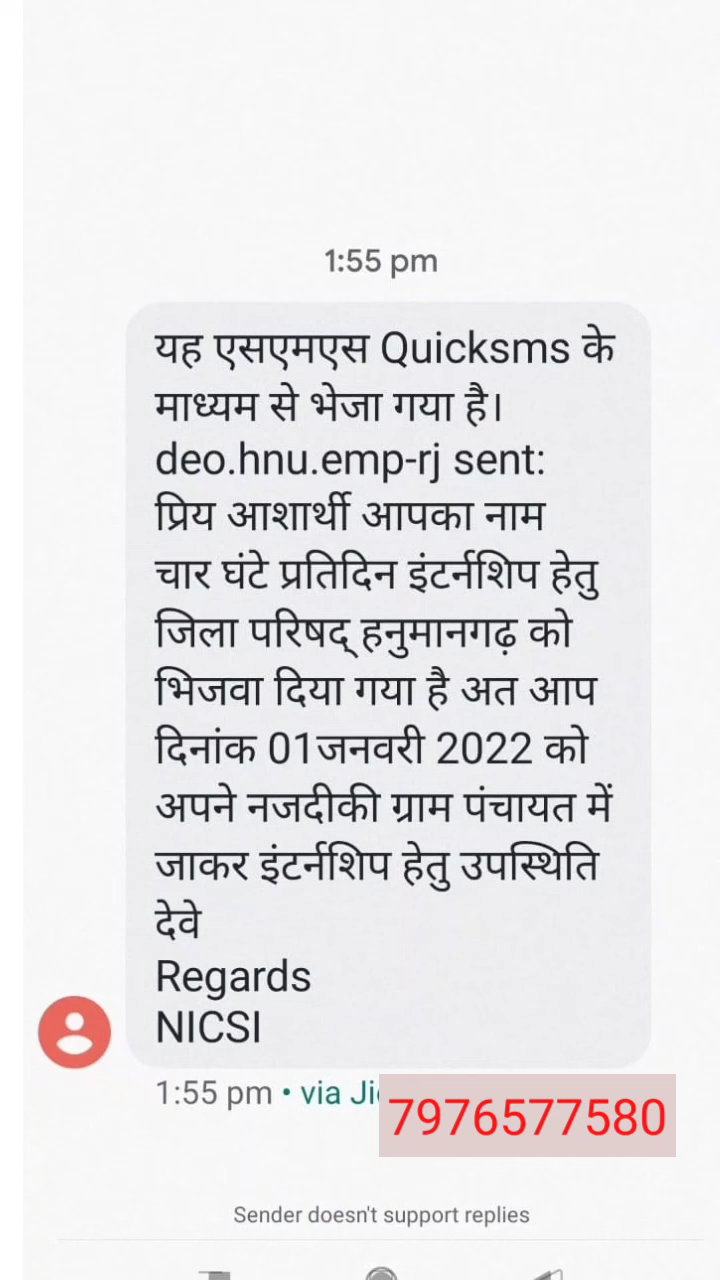 1:55 pm
यह एसएमएस Quicksms के
माध्यम से भेजा गया है।
deo.hnu.emp-rj sent:
प्रिय आशार्थी आपका नाम
चार घंटे प्रतिदिन इंटर्नशिप हेतु
जिला परिषद् हनुमानगढ़ को
भिजवा दिया गया है अत आप
दिनांक 01जनवरी 2022 को
अपने नजदीकी ग्राम पंचायत में
जाकर इंटर्नशिप हेतु उपस्थिति
देवे
Regards
NICSI
1:55 pm • via
7976577580
Sender doesn't support replies